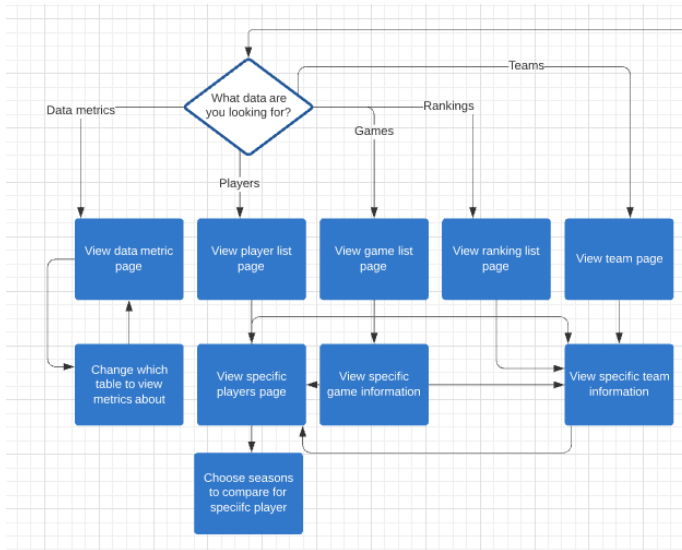 Teams
What data are
you looking for?
Data metrics
Rankings
Games
Players
View data metric
page
View player list
page
View game list
page
View ranking list
page
View team page
Change which
table to view
metrics about
View specific
players page
View specific
game information
View specific team
information
Choose seasons
to compare for
speciifc player